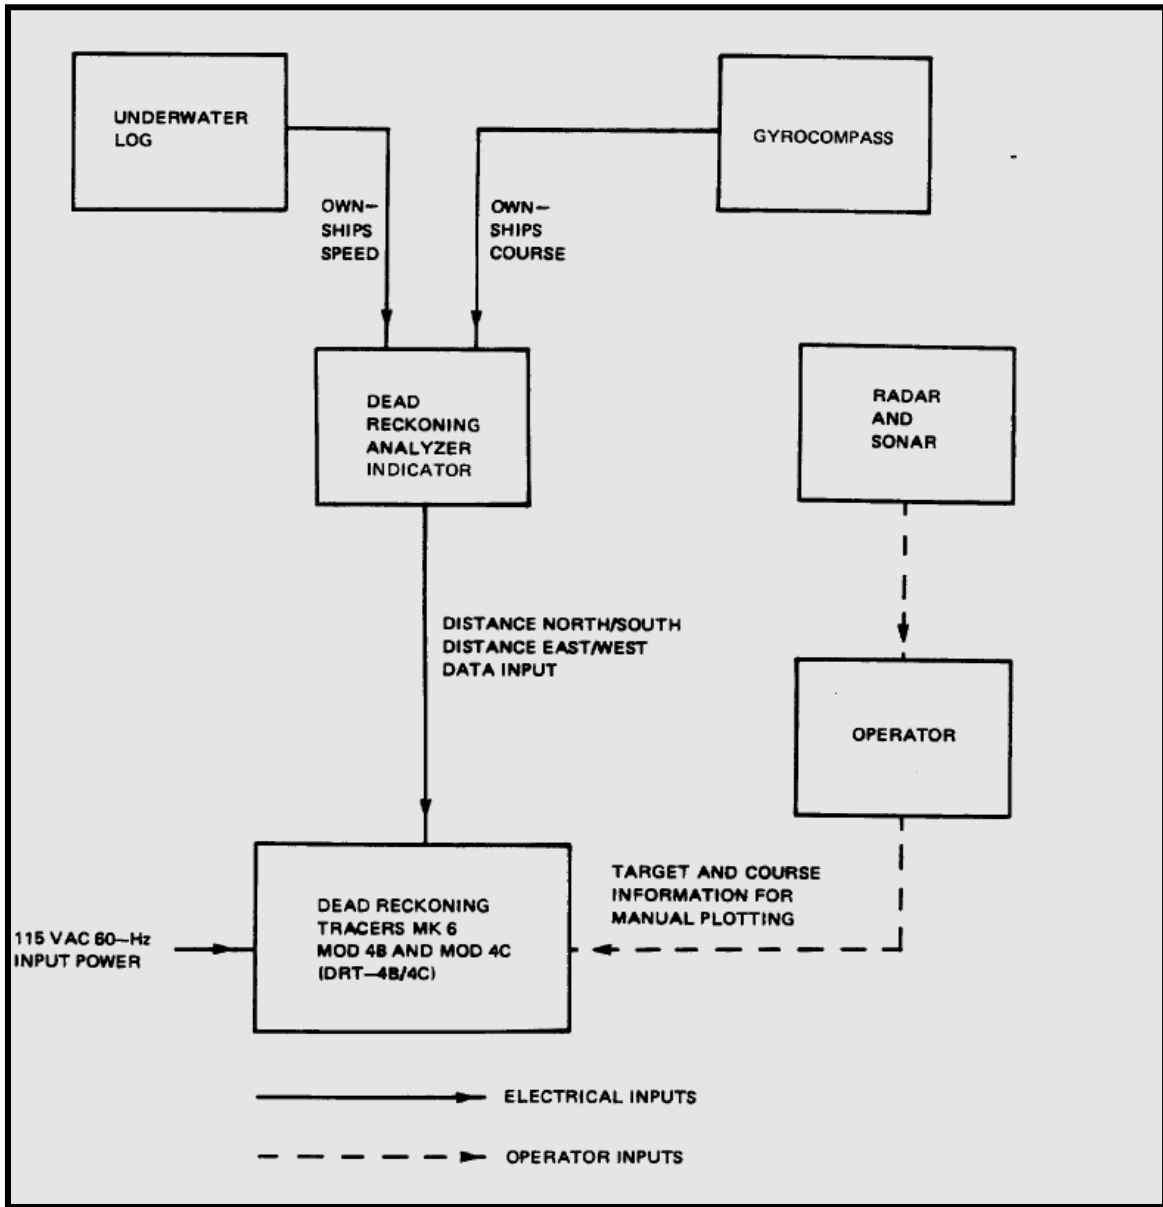 UNDERWATER
LOG
GYROCOMPASS
OWN—
SHIPS
SPEED
OWN—
SHIPS
COURSE
DEAD
RECKONING
ANALYZER
INDICATOR
RADAR
AND
SONAR
DISTANCE NORTH/SOUTH
DISTANCE EAST/WEST
DATA INPUT
OPERATOR
TARGET AND COURSE
INFORMATION FOR
MANUAL PLOTTING
DEAD RECKONING
TRACERS MK 6
MOD 4B AND MOD 4C
(DRT—4B/4C)
115 VAC 60—Hz
INPUT POWER
ELECTRICAL INPUTS
OPERATOR INPUTS